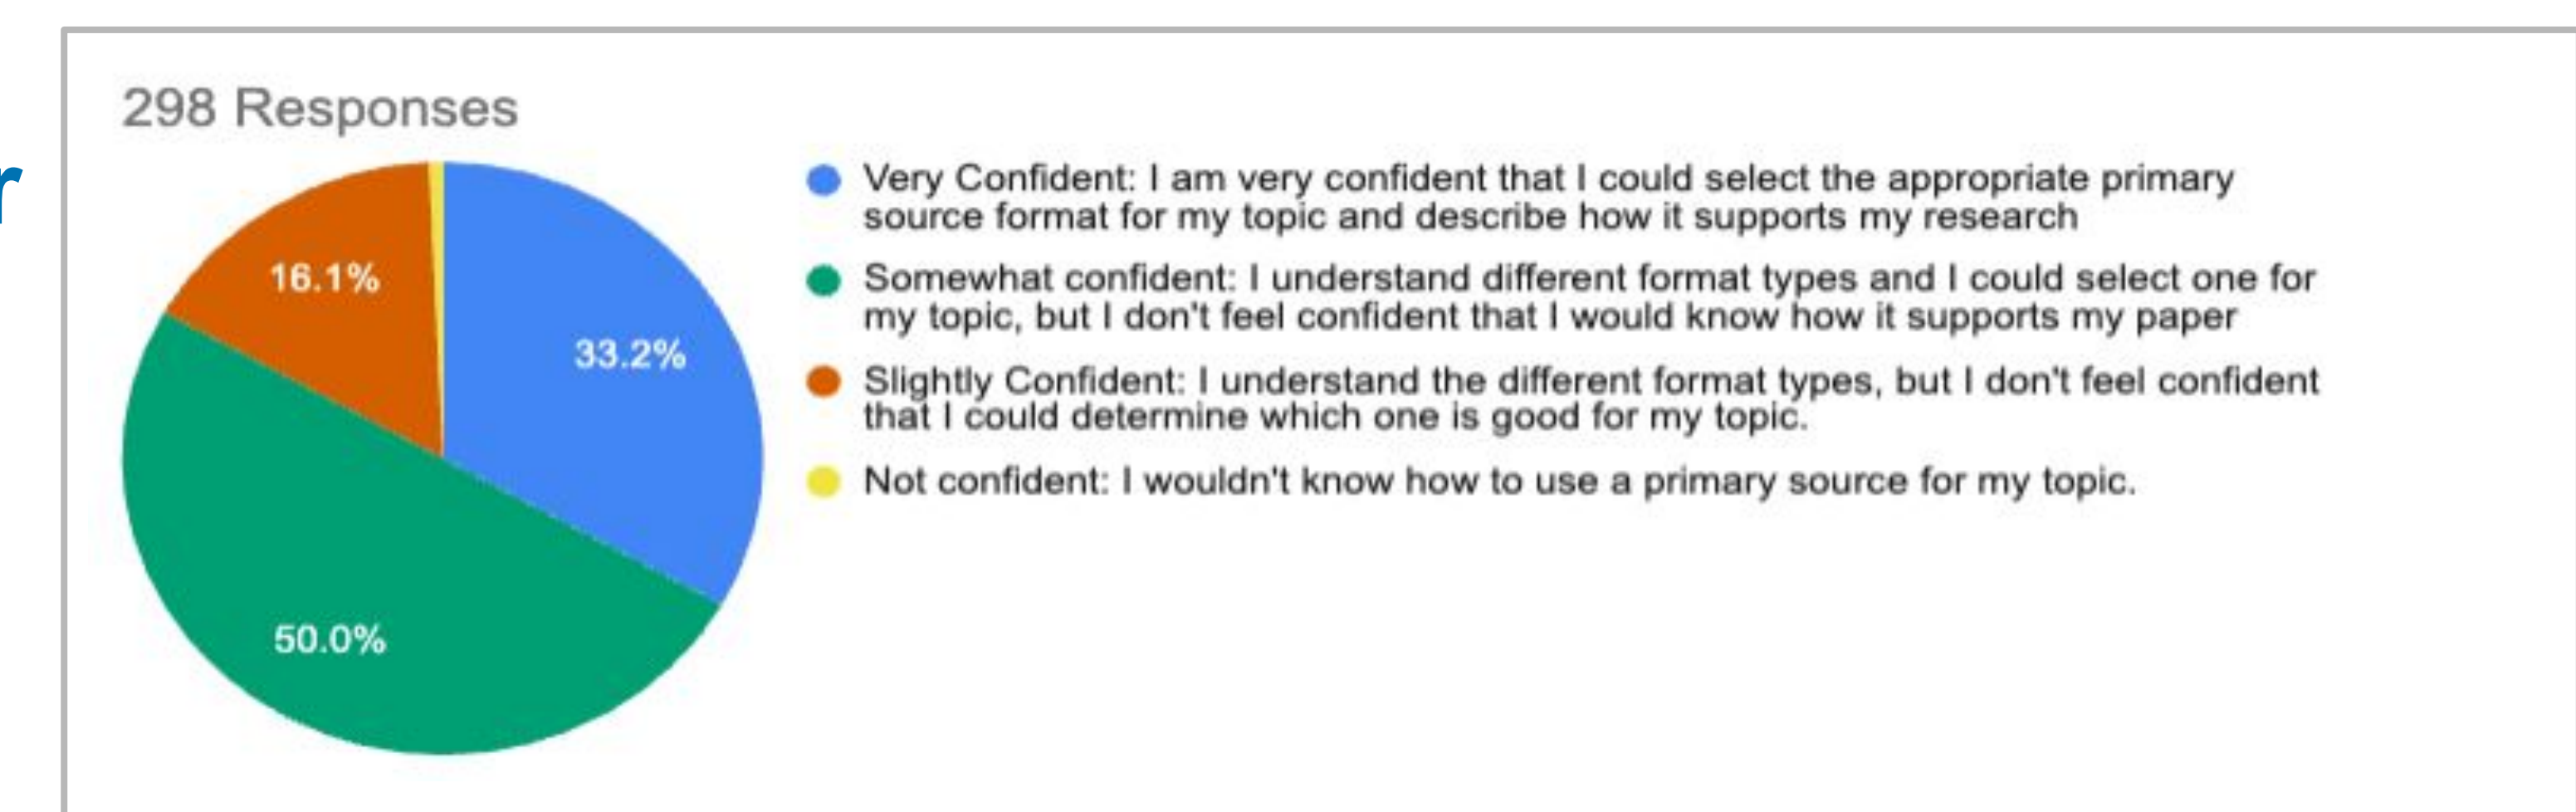 298 Responses
r
16.1%
33.2%
50.0%
Very Confident: I am very confident that I could select the appropriate primary
source format for my topic and describe how it supports my research
Somewhat confident: I understand different format types and I could select one for
my topic, but I don't feel confident that I would know how it supports my paper
Slightly Confident: I understand the different format types, but I don't feel confident
that I could determine which one is good for my topic.
Not confident: I wouldn't know how to use a primary source for my topic.